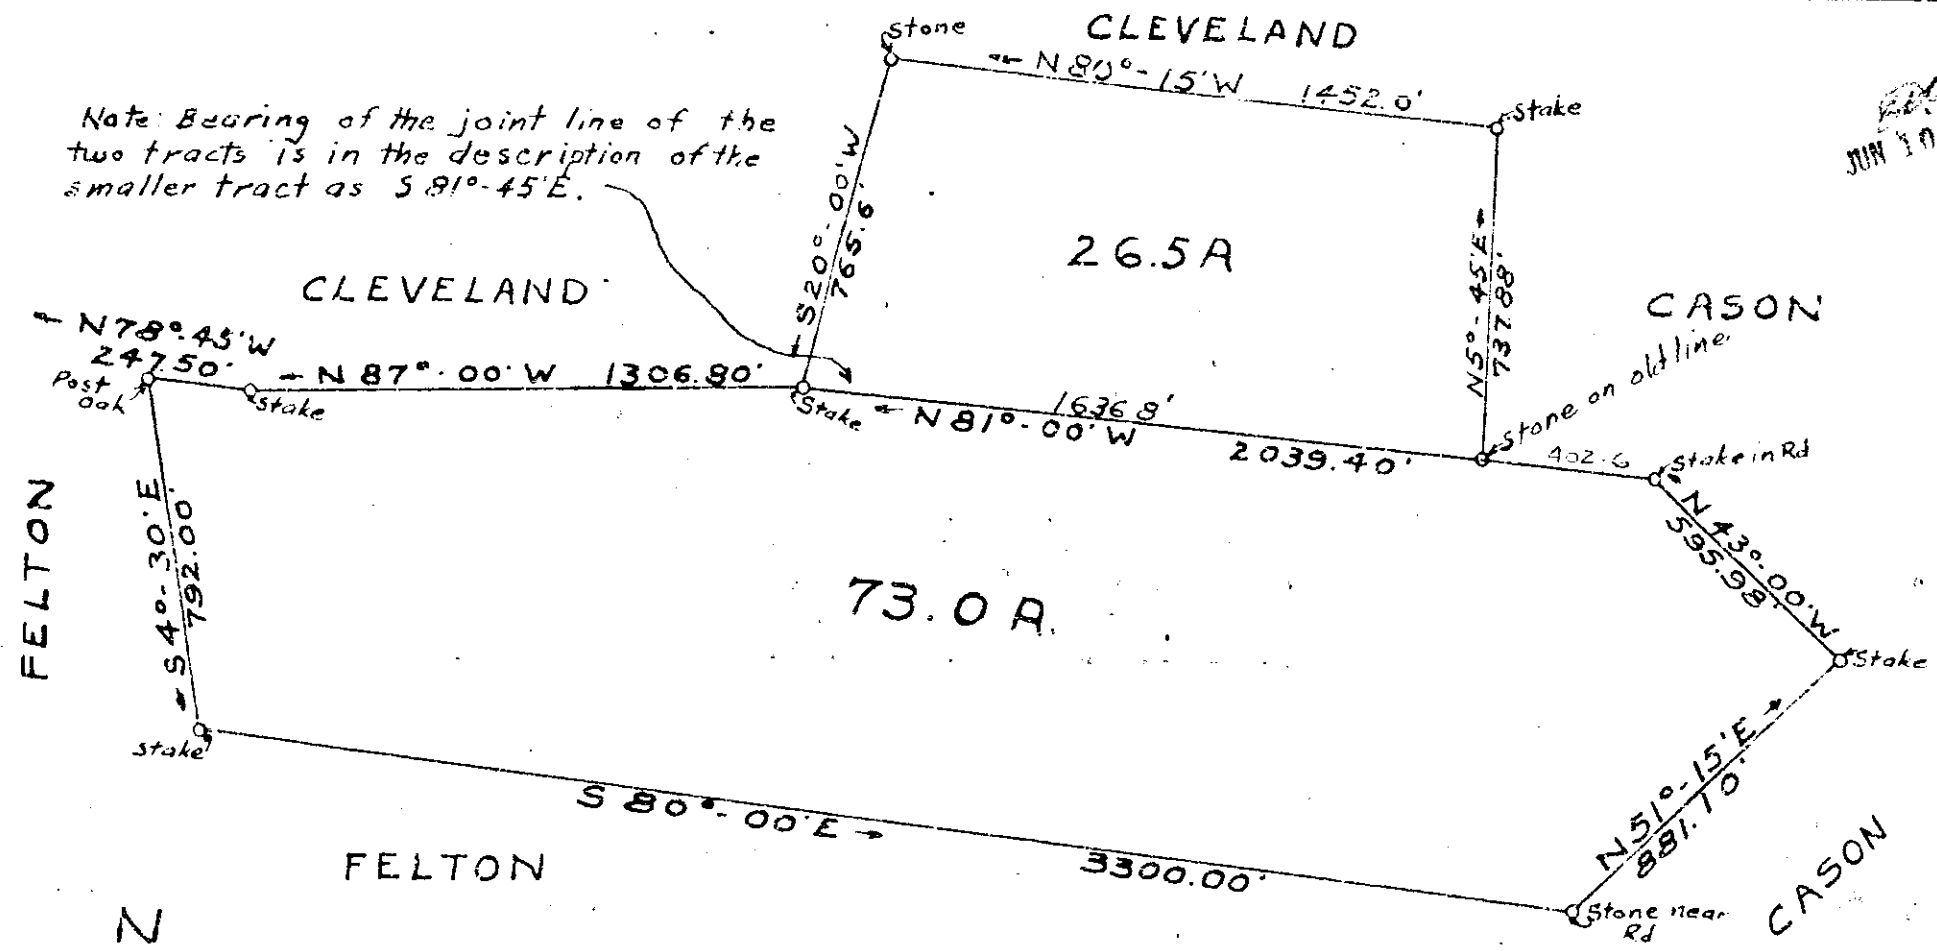 CLEVELAND
Stone
← N 80°-15'W 1452.0'
Stake
JUN 10
Note: Bearing of the joint line of the
two tracts is in the description of the
smaller tract as S 81°-45'E.
S 20°-00'W
765.6'
26.5 A
N5°-45'E
737.88'
CLEVELAND
CASON
N78°-45'W
247.50'
Post
Oak
Stake
N 87°-00'W 1306.80'
Stake
1636.8'
N 81°-00'W
2039.40'
Stone on old line.
402.6
Stake in Rd
N 43°-00'W
595.98'
Stake
FELTON
S 4°-30'E
792.00'
73.0 A.
Stake
S 80°-00'E
3300.00'
N51°-15'E
881.10'
FELTON
Stone near
Rd
CASON
N